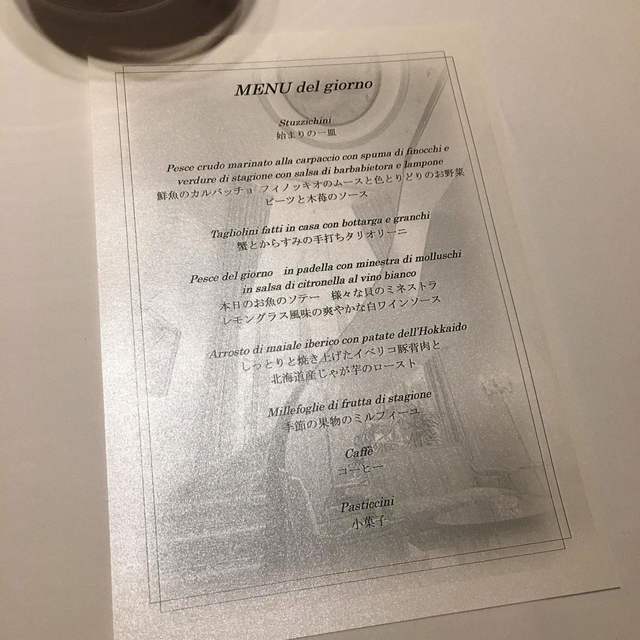 MENU del giorno
Stuzzichini
始まりの一皿
Pesce crudo marinato alla carpaccio con spuma di finocchi e
verdure di stagione con salsa di barbabietora e lampone
鮮魚のカルパッチョ フィノッキオのムースと色とりどりのお野菜
ビーツと木苺のソース
Tagliolini fatti in casa con bottarga e granchi
蟹とからすみの手打ちタリオリーニ
Pesce del giorno in padella con minestra di molluschi
in salsa di citronella al vino bianco
本日のお魚のソテー 様々な貝のミネストラ
レモングラス風味の爽やかな白ワインソース
Arrosto di maiale iberico con patate dell'Hokkaido
しっとりと焼き上げたイベリコ豚背肉と
北海道産じゃが芋のロースト
Millefoglie di frutta di stagione
季節の果物のミルフィーユ
Caffè
コーヒー
Pasticcini
小菓子